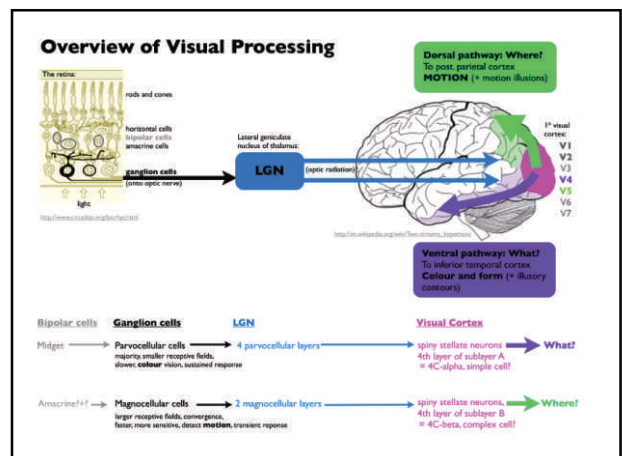 Overview of Visual Processing
The retina:
rods and cones
horizontal cells
bipolar cells
amacrine cells
ganglion cells
(onto optic nerve)
light
Lateral geniculate
nucleus of thalamus:
LGN
(optic radiation)
Dorsal pathway: Where?
To post. parietal cortex
MOTION (+ motion illusions)
1° visual
cortex:
V1
V2
V3
V4
V5
V6
V7
Ventral pathway: What?
To inferior temporal cortex
Colour and form (+ illusory
contours)
Bipolar cells
Ganglion cells
LGN
Visual Cortex
Midget
Parvocellular cells
majority, smaller receptive fields,
slower, colour vision, sustained response
4 parvocellular layers
spiny stellate neurons
4th layer of sublayer A
= 4C-alpha, simple cell?
What?
Amacrine?+?
Magnocellular cells
larger receptive fields, convergence,
faster, more sensitive, detect motion, transient reponse
2 magnocellular layers
spiny stellate neurons,
4th layer of sublayer B
= 4C-beta, complex cell?
Where?